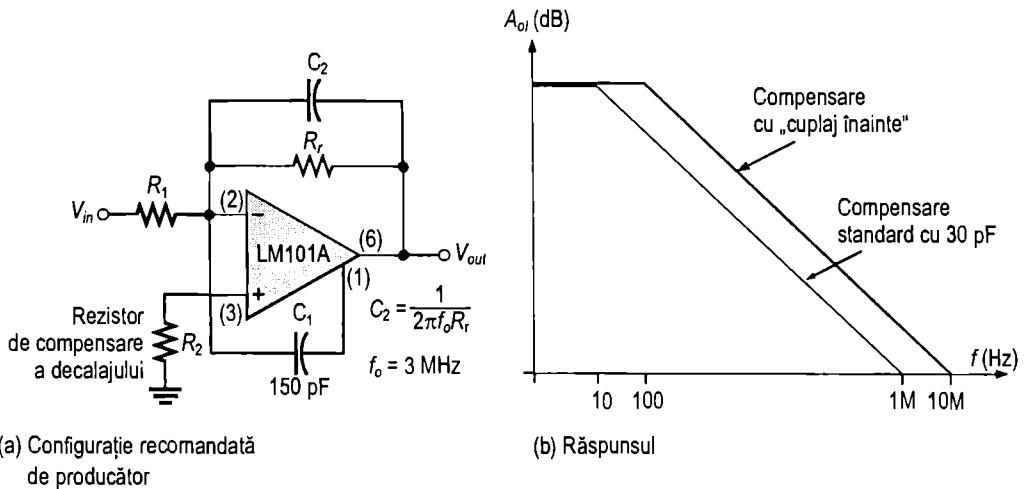 C₂
R_r
R₁
V_in
(2)
−
LM101A
(6)
V_out
(1)
+
(3)
C₁
Rezistor
de compensare
a decalajului
R₂
150 pF
C₂ = 1 / 2πf_oR_r
f_o = 3 MHz
(a) Configurație recomandată
de producător
A_ol (dB)
Compensare
cu „cuplaj înainte“
Compensare
standard cu 30 pF
f (Hz)
10 100 1M 10M
(b) Răspunsul